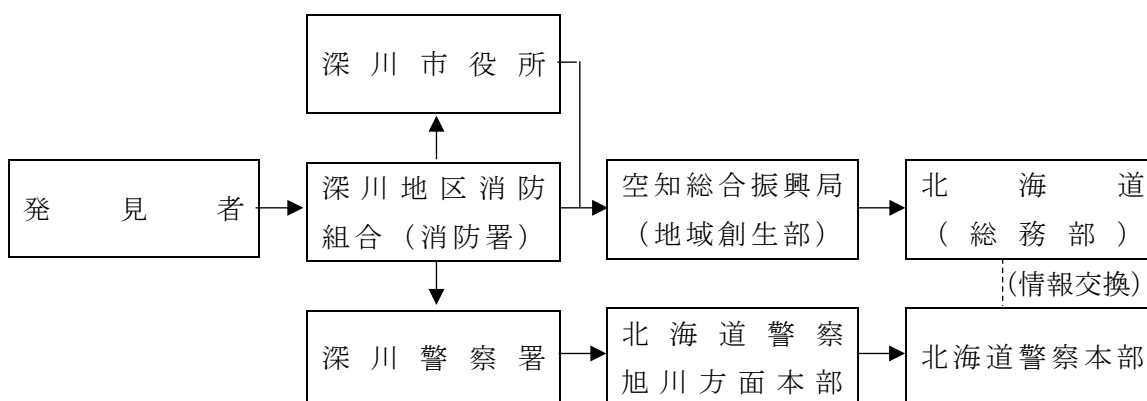 深川市役所
発見者
深川地区消防
組合（消防署）
空知総合振興局
（地域創生部）
北海道
（総務部）
（情報交換）
深川警察署
北海道警察
旭川方面本部
北海道警察本部